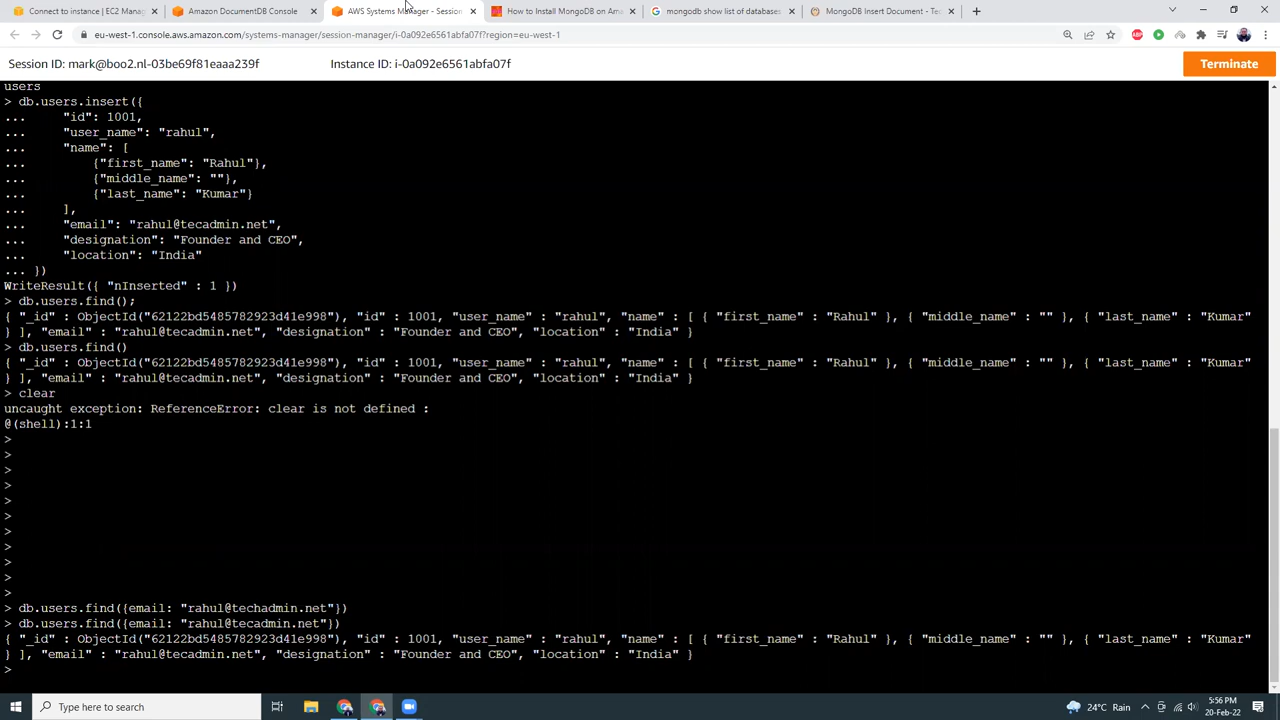 Connect to instance | EC2 Manag
Amazon DocumentDB Console
AWS Systems Manager - Session
How to Install MongoDB on Ama
mongodb show list of databases
MongoDB Insert Document - Tec
eu-west-1.console.aws.amazon.com/systems-manager/session-manager/i-0a092e6561abfa07f?region=eu-west-1
Session ID: mark@boo2.nl-03be69f81eaaa239f
Instance ID: i-0a092e6561abfa07f
Terminate
users
> db.users.insert({
...     "id": 1001,
...     "user_name": "rahul",
...     "name": [
...         {"first_name": "Rahul"},
...         {"middle_name": ""},
...         {"last_name": "Kumar"}
...     ],
...     "email": "rahul@tecadmin.net",
...     "designation": "Founder and CEO",
...     "location": "India"
... })
WriteResult({ "nInserted" : 1 })
> db.users.find();
{ "_id" : ObjectId("62122bd5485782923d41e998"), "id" : 1001, "user_name" : "rahul", "name" : [ { "first_name" : "Rahul" }, { "middle_name" : "" }, { "last_name" : "Kumar"
} ], "email" : "rahul@tecadmin.net", "designation" : "Founder and CEO", "location" : "India" }
> db.users.find()
{ "_id" : ObjectId("62122bd5485782923d41e998"), "id" : 1001, "user_name" : "rahul", "name" : [ { "first_name" : "Rahul" }, { "middle_name" : "" }, { "last_name" : "Kumar"
} ], "email" : "rahul@tecadmin.net", "designation" : "Founder and CEO", "location" : "India" }
> clear
uncaught exception: ReferenceError: clear is not defined :
@(shell):1:1
>
>
>
>
>
>
>
>
>
>
>
> db.users.find({email: "rahul@techadmin.net"})
> db.users.find({email: "rahul@tecadmin.net"})
{ "_id" : ObjectId("62122bd5485782923d41e998"), "id" : 1001, "user_name" : "rahul", "name" : [ { "first_name" : "Rahul" }, { "middle_name" : "" }, { "last_name" : "Kumar"
} ], "email" : "rahul@tecadmin.net", "designation" : "Founder and CEO", "location" : "India" }
>
Type here to search
24°C Rain
5:56 PM
20-Feb-22